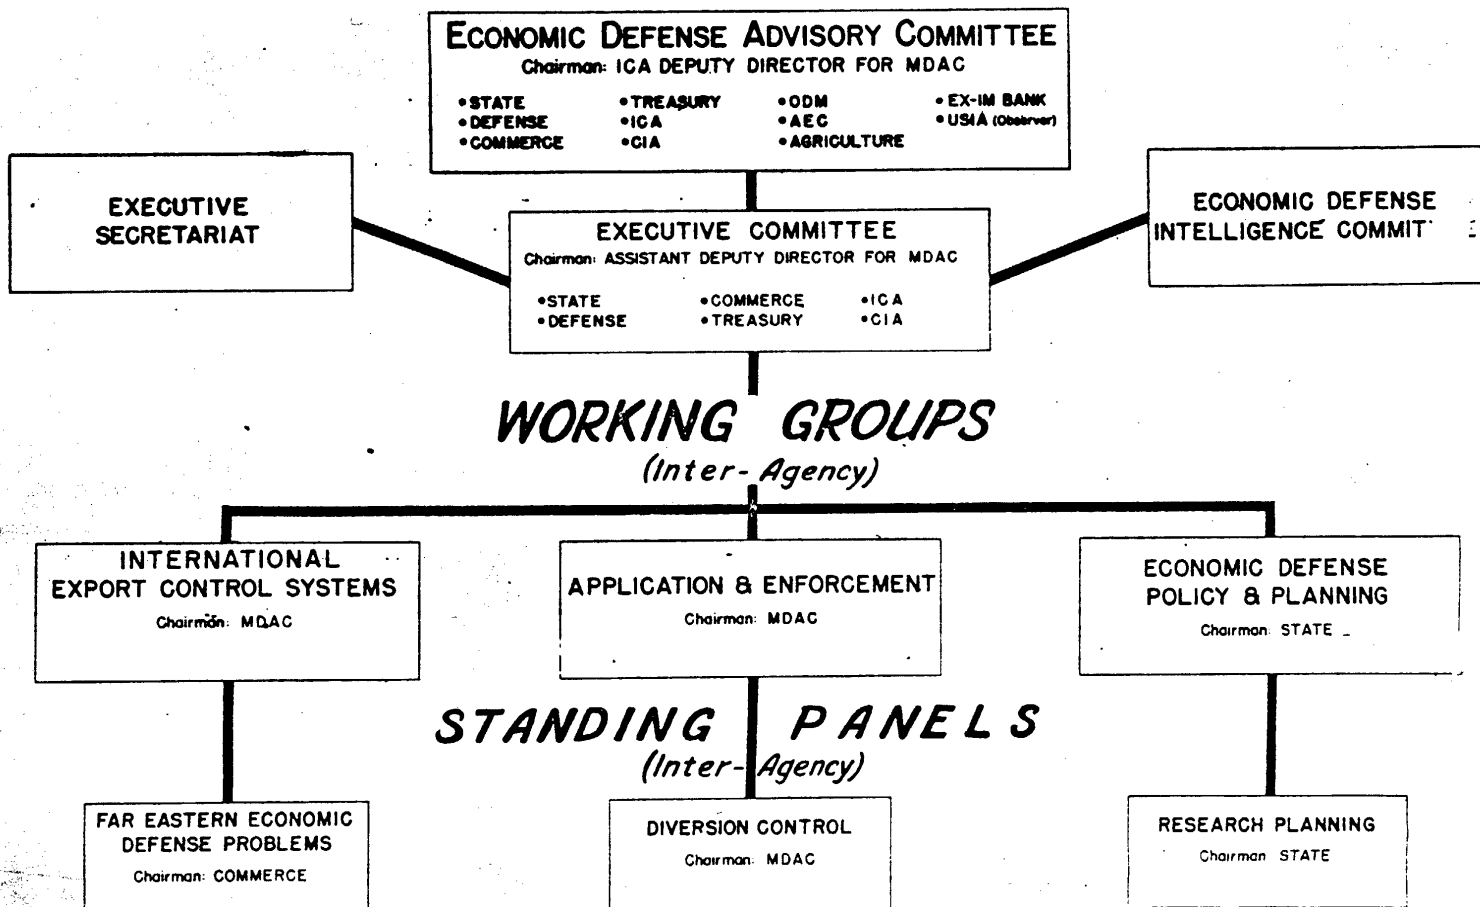 ECONOMIC DEFENSE ADVISORY COMMITTEE
Chairman: ICA DEPUTY DIRECTOR FOR MDAC
• STATE • TREASURY • ODM • EX-IM BANK
• DEFENSE • ICA • AEC • USIA (Observer)
• COMMERCE • CIA • AGRICULTURE
EXECUTIVE
SECRETARIAT
EXECUTIVE COMMITTEE
Chairman: ASSISTANT DEPUTY DIRECTOR FOR MDAC
• STATE • COMMERCE • ICA
• DEFENSE • TREASURY • CIA
ECONOMIC DEFENSE
INTELLIGENCE COMMIT
WORKING GROUPS
(Inter-Agency)
INTERNATIONAL
EXPORT CONTROL SYSTEMS
Chairman: MDAC
APPLICATION & ENFORCEMENT
Chairman: MDAC
ECONOMIC DEFENSE
POLICY & PLANNING
Chairman: STATE
STANDING PANELS
(Inter-Agency)
FAR EASTERN ECONOMIC
DEFENSE PROBLEMS
Chairman: COMMERCE
DIVERSION CONTROL
Chairman: MDAC
RESEARCH PLANNING
Chairman STATE